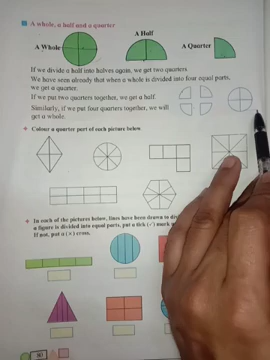 A whole, a half and a quarter
A Half
A Whole
A Quarter
If we divide a half into halves again, we get two quarters.
We have seen already that when a whole is divided into four equal parts,
we get a quarter.
If we put two quarters together, we get a half.
Similarly, if we put four quarters together, we will
get a whole.
Colour a quarter part of each picture below.
In each of the pictures below, lines have been drawn to
a figure is divided into equal parts, put a tick (✓) mark
If not, put a (×) cross.